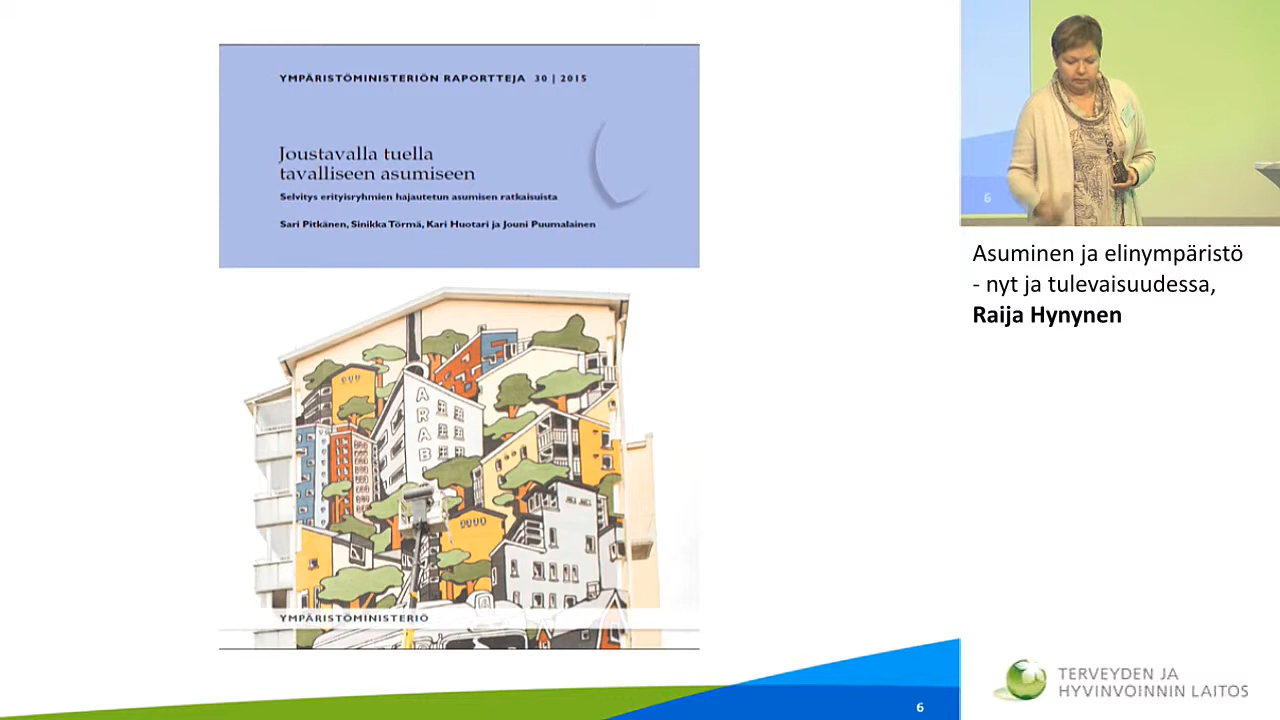 YMPÄRISTÖMINISTERIÖN RAPORTTEJA 30 | 2015
Joustavalla tuella
tavalliseen asumiseen
Selvitys erityisryhmien hajautetun asumisen ratkaisuista
Sari Pitkänen, Sinikka Törmä, Kari Huotari ja Jouni Puumalainen
ARAB
YMPÄRISTÖMINISTERIÖ
6
6
Asuminen ja elinympäristö
- nyt ja tulevaisuudessa,
Raija Hynynen
TERVEYDEN JA
HYVINVOINNIN LAITOS